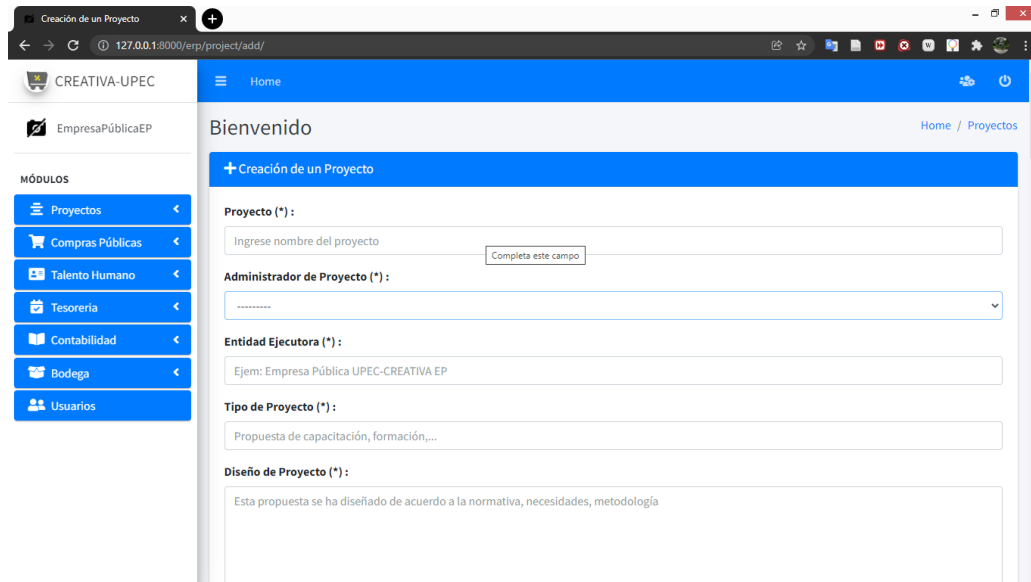 Creación de un Proyecto
127.0.0.1:8000/erp/project/add/
CREATIVA-UPEC
Home
EmpresaPúblicaEP
Bienvenido
Home / Proyectos
MÓDULOS
Proyectos
Compras Públicas
Talento Humano
Tesoreria
Contabilidad
Bodega
Usuarios
Creación de un Proyecto
Proyecto (*) :
Ingrese nombre del proyecto
Completa este campo
Administrador de Proyecto (*) :
---------
Entidad Ejecutora (*) :
Ejem: Empresa Pública UPEC-CREATIVA EP
Tipo de Proyecto (*) :
Propuesta de capacitación, formación,...
Diseño de Proyecto (*) :
Esta propuesta se ha diseñado de acuerdo a la normativa, necesidades, metodología